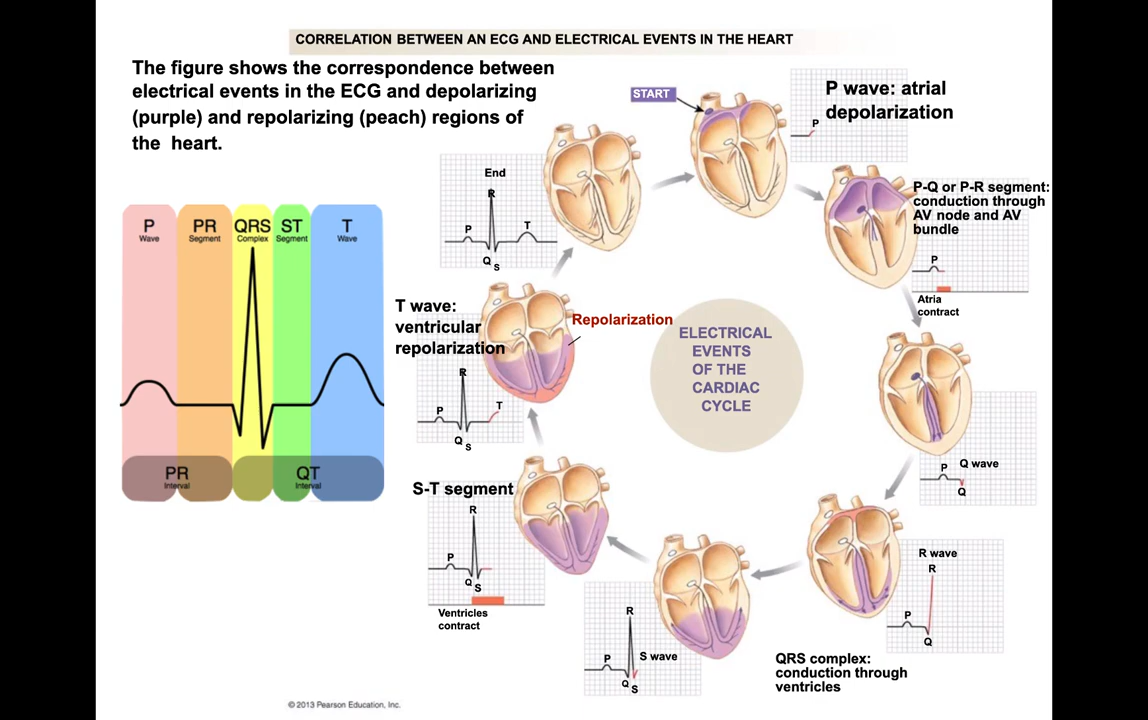 CORRELATION BETWEEN AN ECG AND ELECTRICAL EVENTS IN THE HEART
The figure shows the correspondence between
electrical events in the ECG and depolarizing
(purple) and repolarizing (peach) regions of
the heart.
P
Wave
PR
Segment
QRS
Complex
ST
Segment
T
Wave
PR
Interval
QT
Interval
START
P wave: atrial
depolarization
P
P-Q or P-R segment:
conduction through
AV node and AV
bundle
P
Atria
contract
P
Q wave
Q
R wave
R
P
Q
QRS complex:
conduction through
ventricles
R
P
S wave
Q
S
S-T segment
R
P
Q
S
Ventricles
contract
T wave:
ventricular
repolarization
Repolarization
R
P
T
Q
S
End
R
P
T
Q
S
ELECTRICAL
EVENTS
OF THE
CARDIAC
CYCLE
© 2013 Pearson Education, Inc.